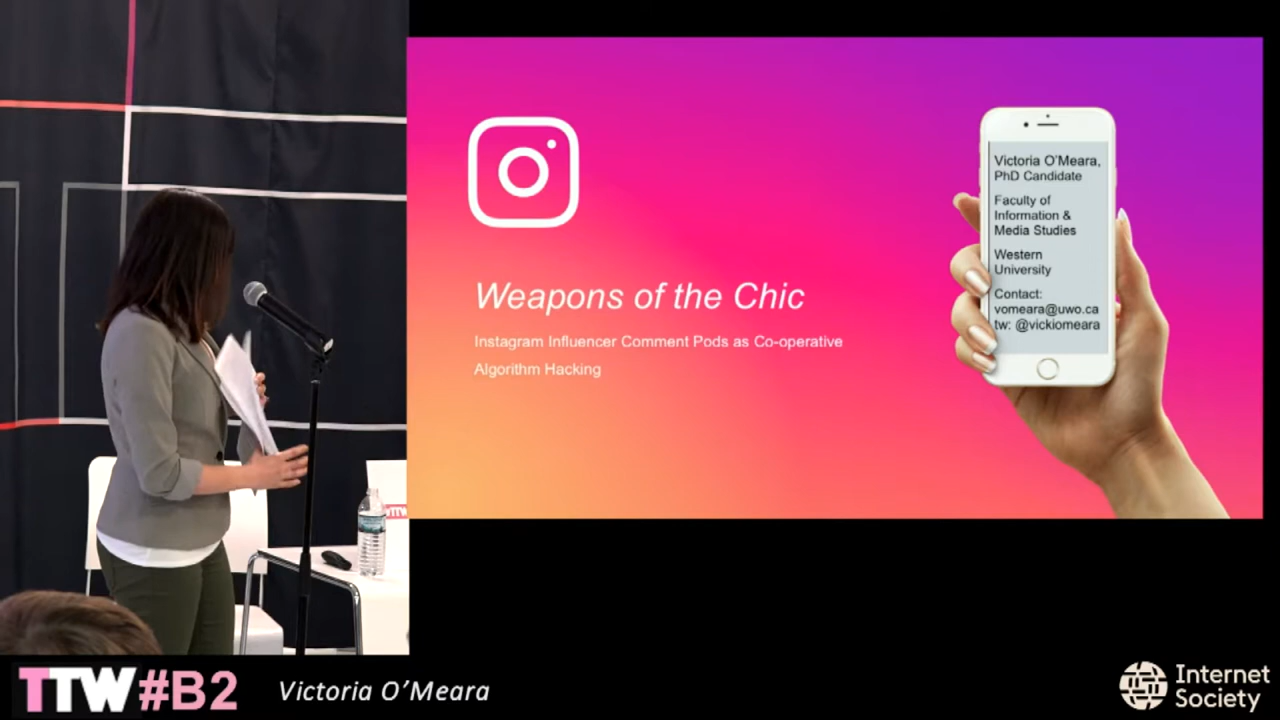 Weapons of the Chic
Instagram Influencer Comment Pods as Co-operative
Algorithm Hacking
Victoria O'Meara,
PhD Candidate
Faculty of
Information &
Media Studies
Western
University
Contact:
vomeara@uwo.ca
tw: @vickiomeara
TTW
TTW#B2
Victoria O'Meara
Internet
Society